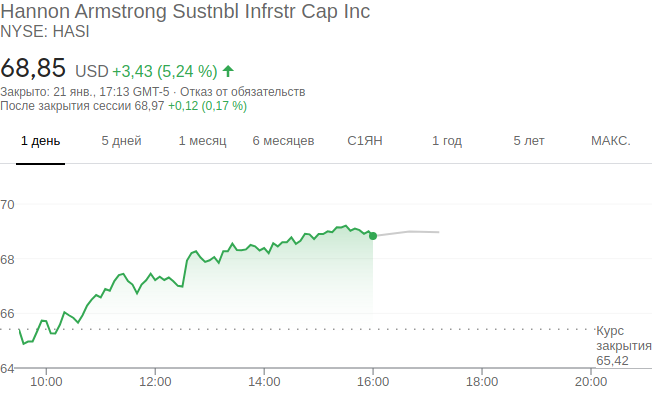 Hannon Armstrong Sustnbl Infrstr Cap Inc
NYSE: HASI
68,85 USD +3,43 (5,24 %)
Закрыто: 21 янв., 17:13 GMT-5 · Отказ от обязательств
После закрытия сессии 68,97 +0,12 (0,17 %)
1 день 5 дней 1 месяц 6 месяцев С1ЯН 1 год 5 лет МАКС.
70
68
66
64
Курс
закрытия
65,42
10:00 12:00 14:00 16:00 18:00 20:00